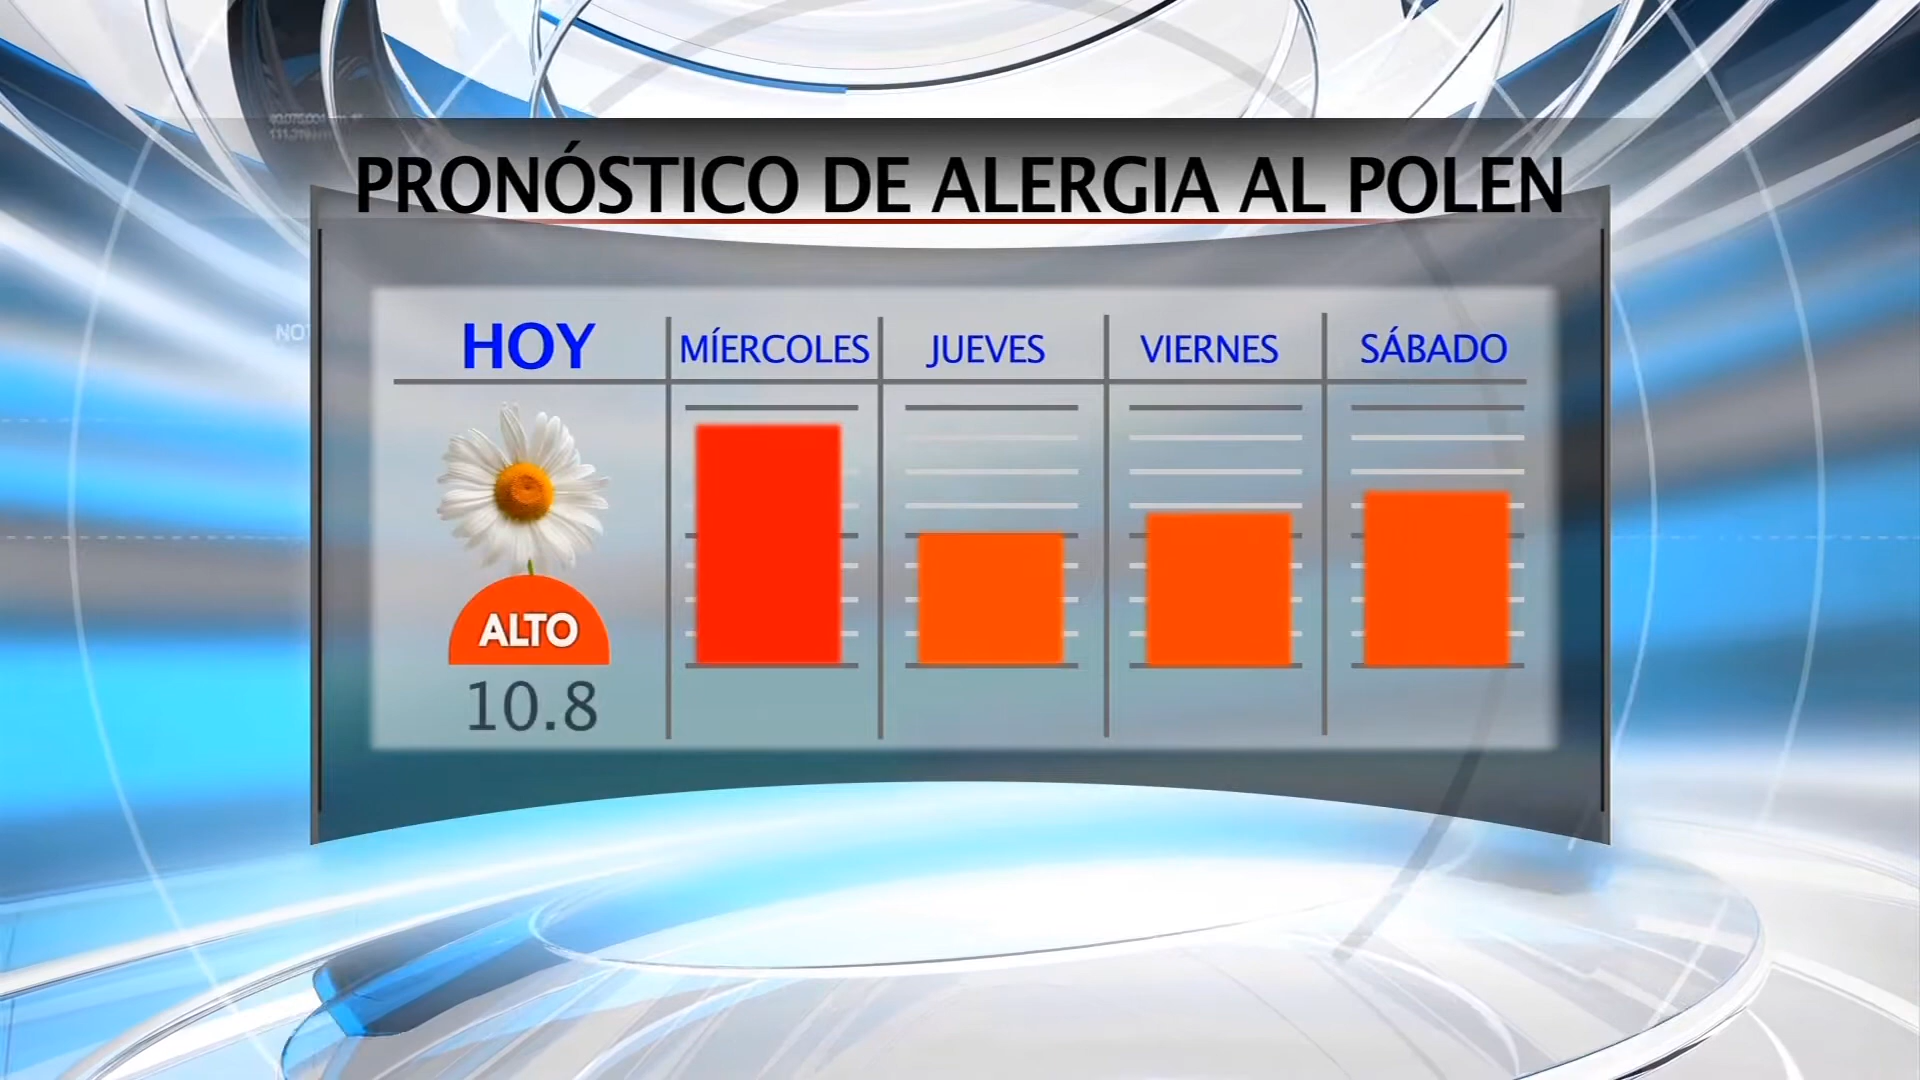 PRONÓSTICO DE ALERGIA AL POLEN
HOY
MÍERCOLES
JUEVES
VIERNES
SÁBADO
ALTO
10.8